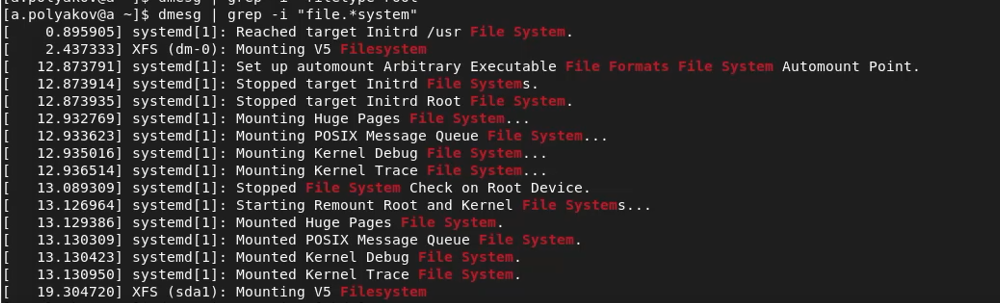 [a.polyakov@a ~]$ dmesg | grep -i "file.*system"
[    0.895905] systemd[1]: Reached target Initrd /usr File System.
[    2.437333] XFS (dm-0): Mounting V5 Filesystem
[   12.873791] systemd[1]: Set up automount Arbitrary Executable File Formats File System Automount Point.
[   12.873914] systemd[1]: Stopped target Initrd File Systems.
[   12.873935] systemd[1]: Stopped target Initrd Root File System.
[   12.932769] systemd[1]: Mounting Huge Pages File System...
[   12.933623] systemd[1]: Mounting POSIX Message Queue File System...
[   12.935016] systemd[1]: Mounting Kernel Debug File System...
[   12.936514] systemd[1]: Mounting Kernel Trace File System...
[   13.089309] systemd[1]: Stopped File System Check on Root Device.
[   13.126964] systemd[1]: Starting Remount Root and Kernel File Systems...
[   13.129386] systemd[1]: Mounted Huge Pages File System.
[   13.130309] systemd[1]: Mounted POSIX Message Queue File System.
[   13.130423] systemd[1]: Mounted Kernel Debug File System.
[   13.130950] systemd[1]: Mounted Kernel Trace File System.
[   19.304720] XFS (sda1): Mounting V5 Filesystem